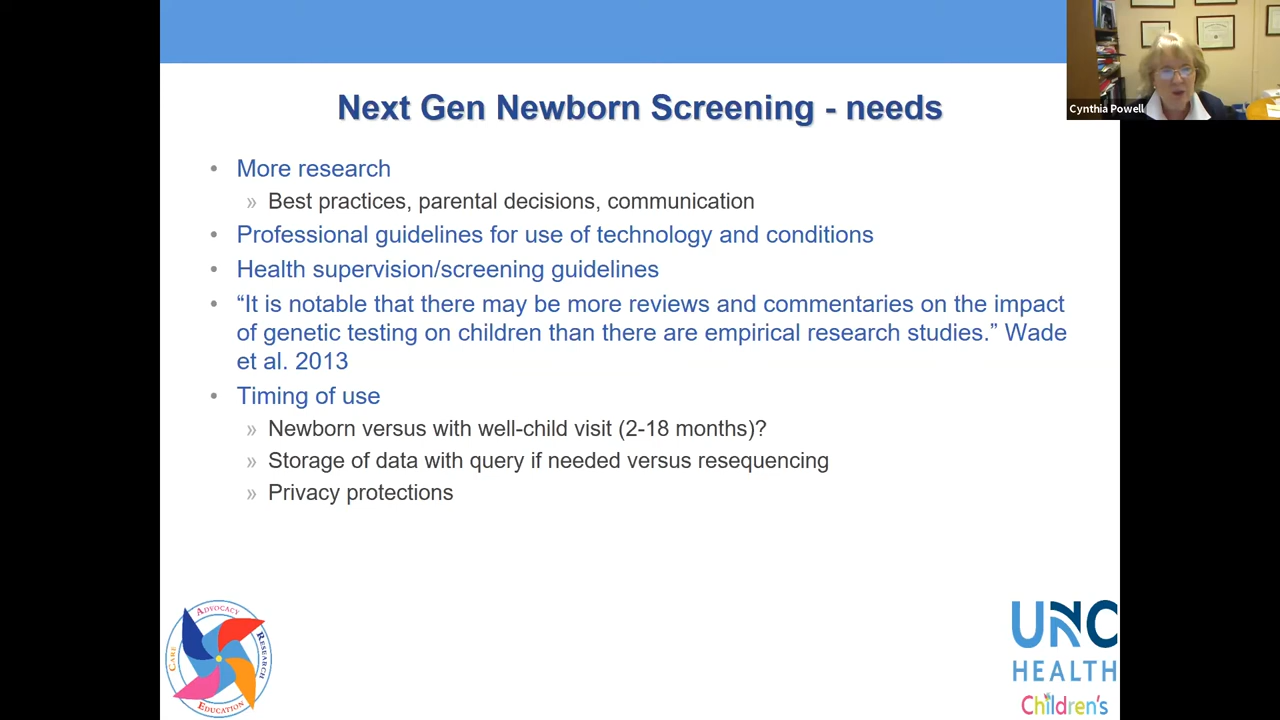 Next Gen Newborn Screening - needs
Cynthia Powell
• More research
» Best practices, parental decisions, communication
• Professional guidelines for use of technology and conditions
• Health supervision/screening guidelines
• “It is notable that there may be more reviews and commentaries on the impact
of genetic testing on children than there are empirical research studies.” Wade
et al. 2013
• Timing of use
» Newborn versus with well-child visit (2-18 months)?
» Storage of data with query if needed versus resequencing
» Privacy protections
CARE
ADVOCACY
RESEARCH
EDUCATION
UNC
HEALTH
Children's